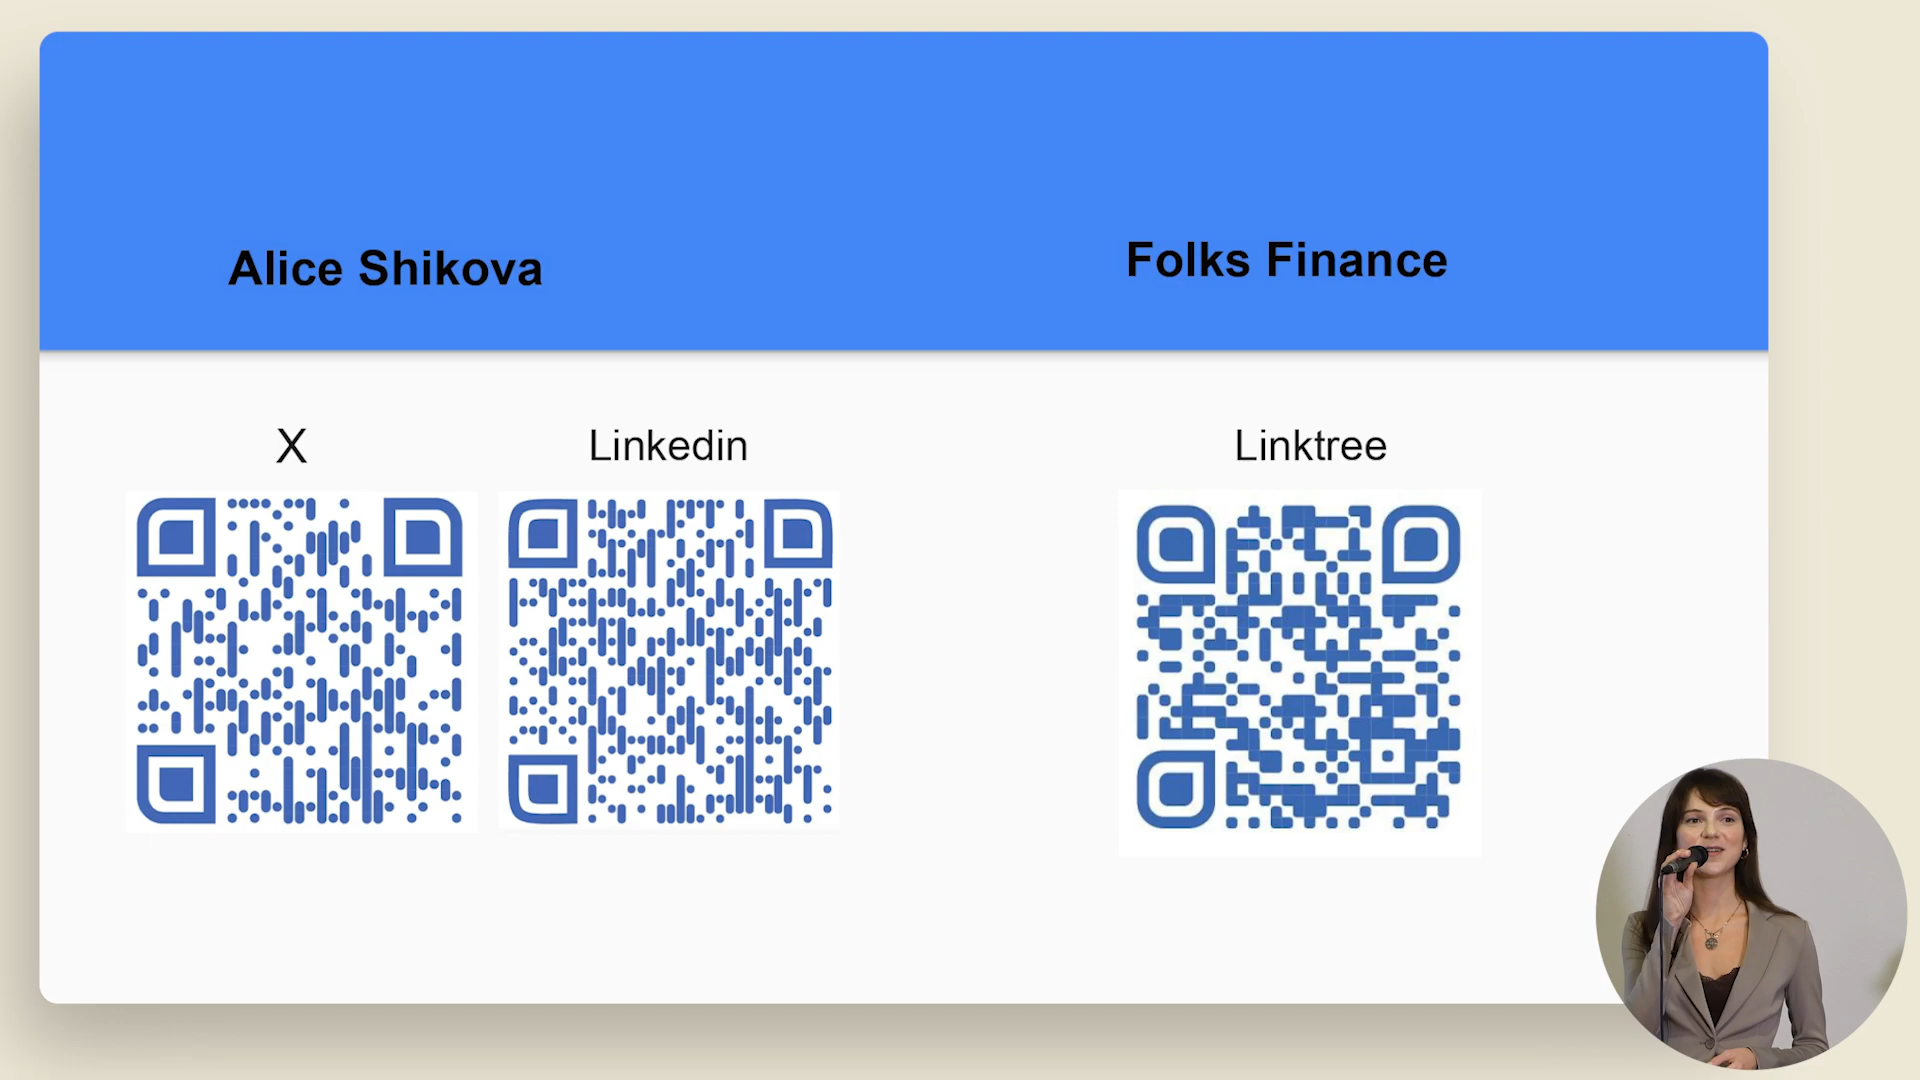 Alice Shikova
Folks Finance
X
Linkedin
Linktree